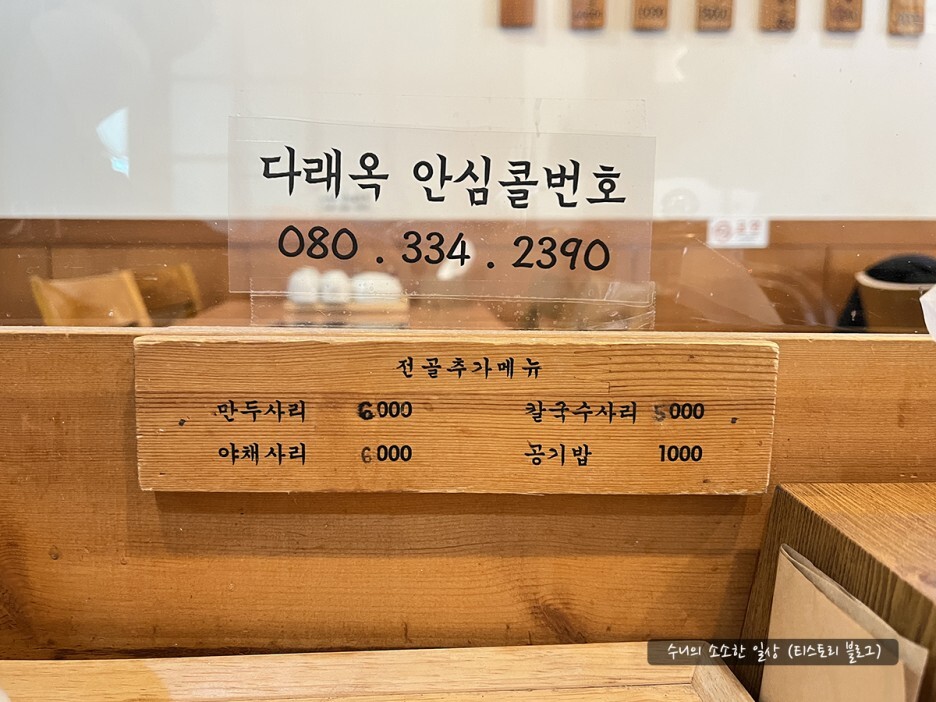 다래옥 안심콜번호
080 . 334 . 2390
전골추가메뉴
만두사리 6000 칼국수사리 5000
야채사리 6000 공기밥 1000
수니의 소소한 일상 (티스토리 블로그)